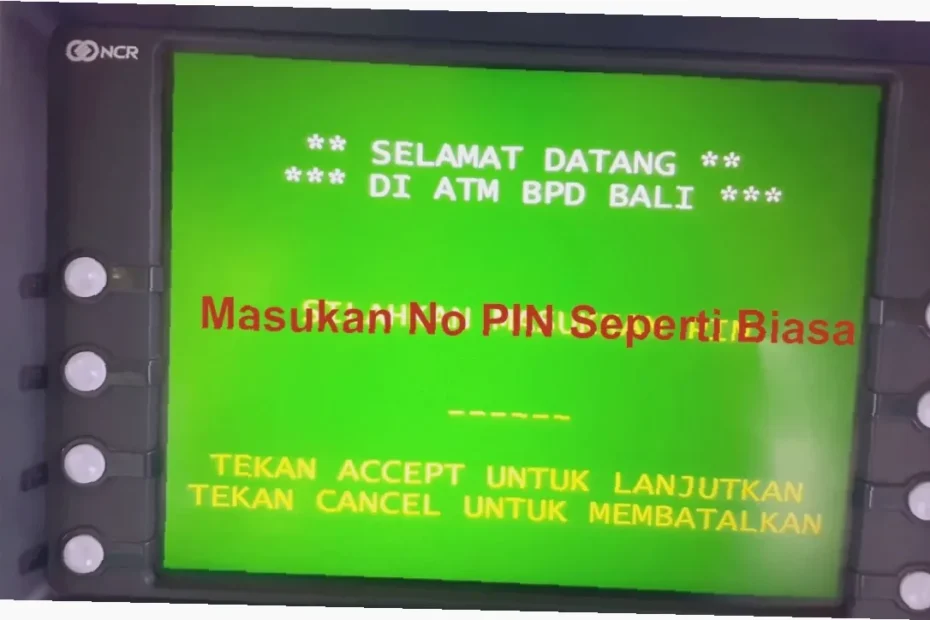 NCR
** SELAMAT DATANG **
*** DI ATM BPD BALI ***
Masukan No PIN Seperti Biasa
------
TEKAN ACCEPT UNTUK LANJUTKAN
TEKAN CANCEL UNTUK MEMBATALKAN